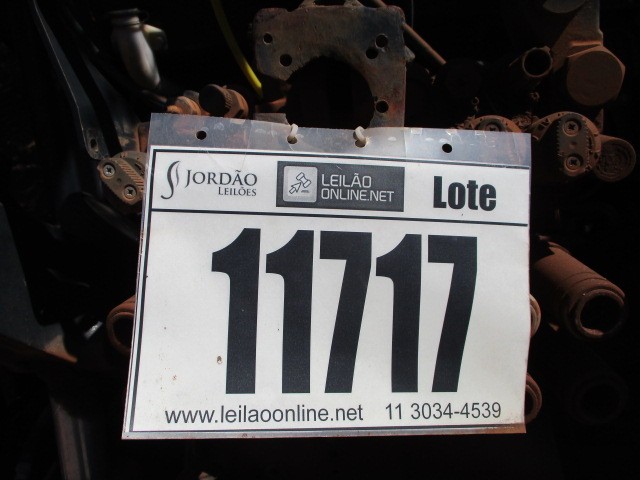 JORDÃO
LEILÕES
LEILÃO
ONLINE.NET
Lote
11717
www.leilaoonline.net 11 3034-4539